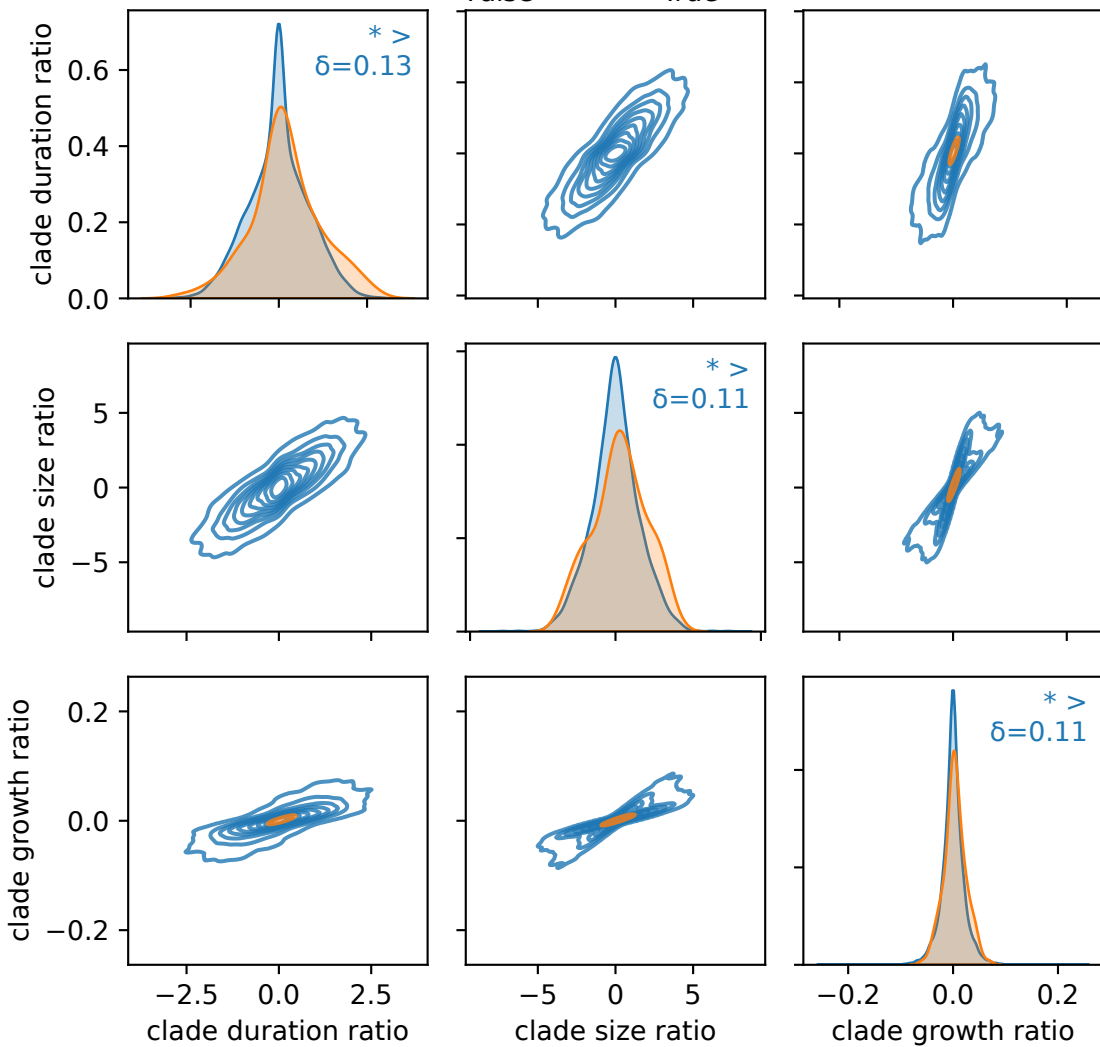 clade duration ratio
0.6
0.4
0.2
0.0
* >
δ=0.13
clade size ratio
5
0
−5
* >
δ=0.11
clade growth ratio
0.2
0.0
−0.2
* >
δ=0.11
−2.5 0.0 2.5
−5 0 5
−0.2 0.0 0.2
clade duration ratio
clade size ratio
clade growth ratio